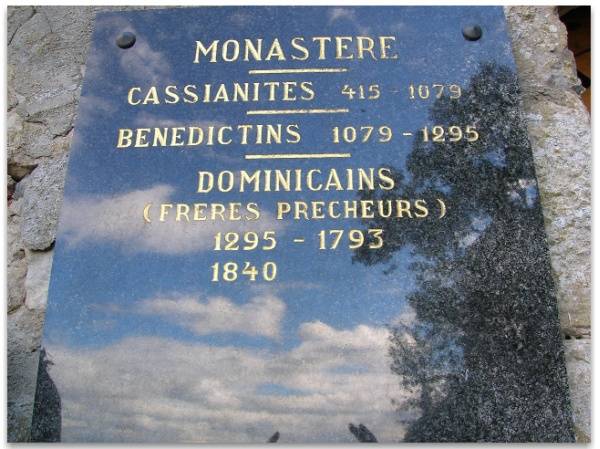 MONASTERE
CASSIANITES 415 - 1079
BENEDICTINS 1079 - 1295
DOMINICAINS
( FRERES PRECHEURS )
1295 - 1793
1840